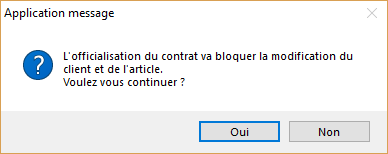 Application message
L'officialisation du contrat va bloquer la modification du
client et de l'article.
Voulez vous continuer ?
Oui
Non